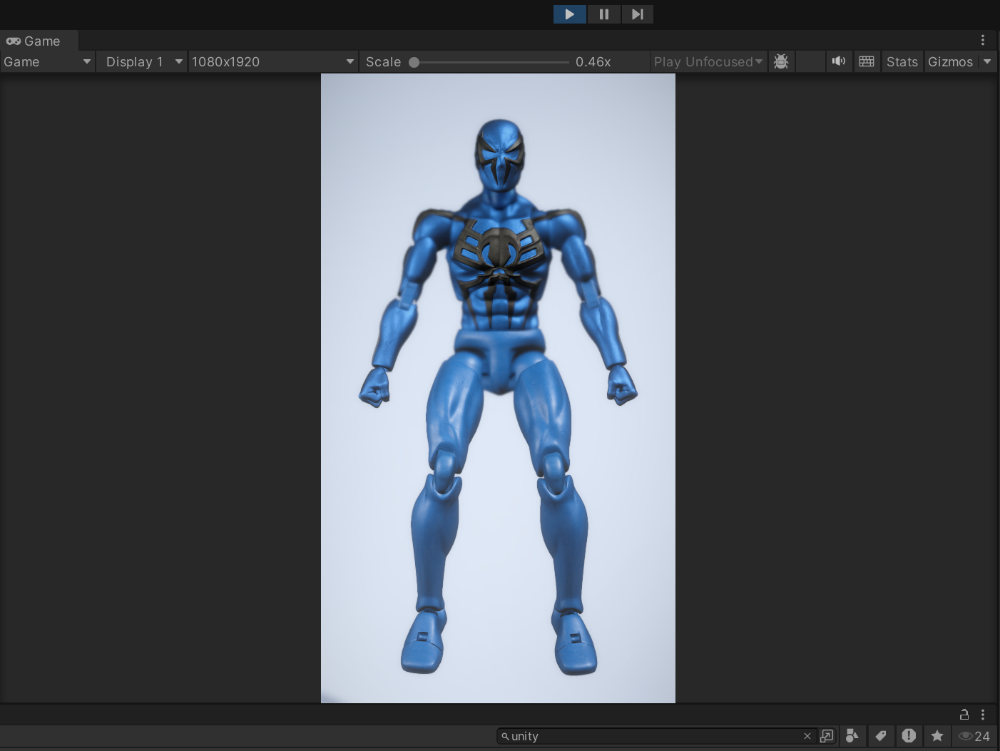 Game
Game Display 1 1080x1920 Scale 0.46x Play Unfocused Stats Gizmos
unity 24